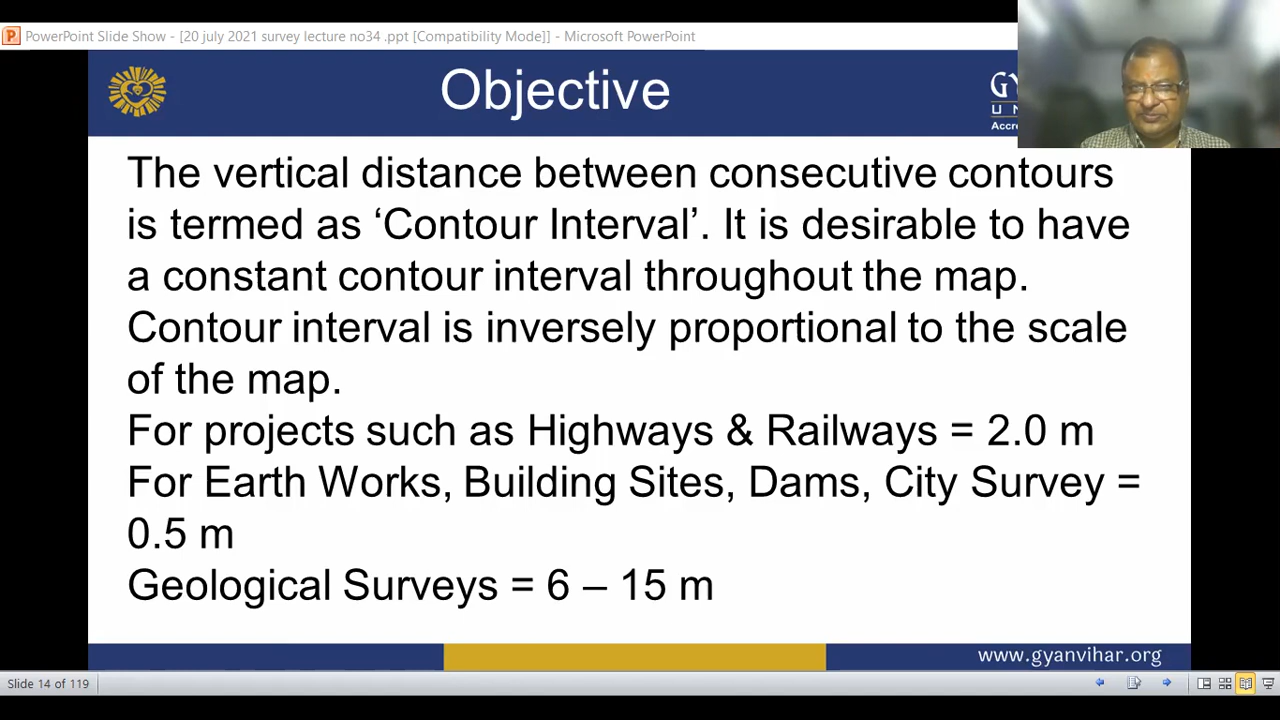 PowerPoint Slide Show - [20 july 2021 survey lecture no34 .ppt [Compatibility Mode]] - Microsoft PowerPoint
Objective
The vertical distance between consecutive contours
is termed as ‘Contour Interval’. It is desirable to have
a constant contour interval throughout the map.
Contour interval is inversely proportional to the scale
of the map.
For projects such as Highways & Railways = 2.0 m
For Earth Works, Building Sites, Dams, City Survey =
0.5 m
Geological Surveys = 6 – 15 m
www.gyanvihar.org
Slide 14 of 119